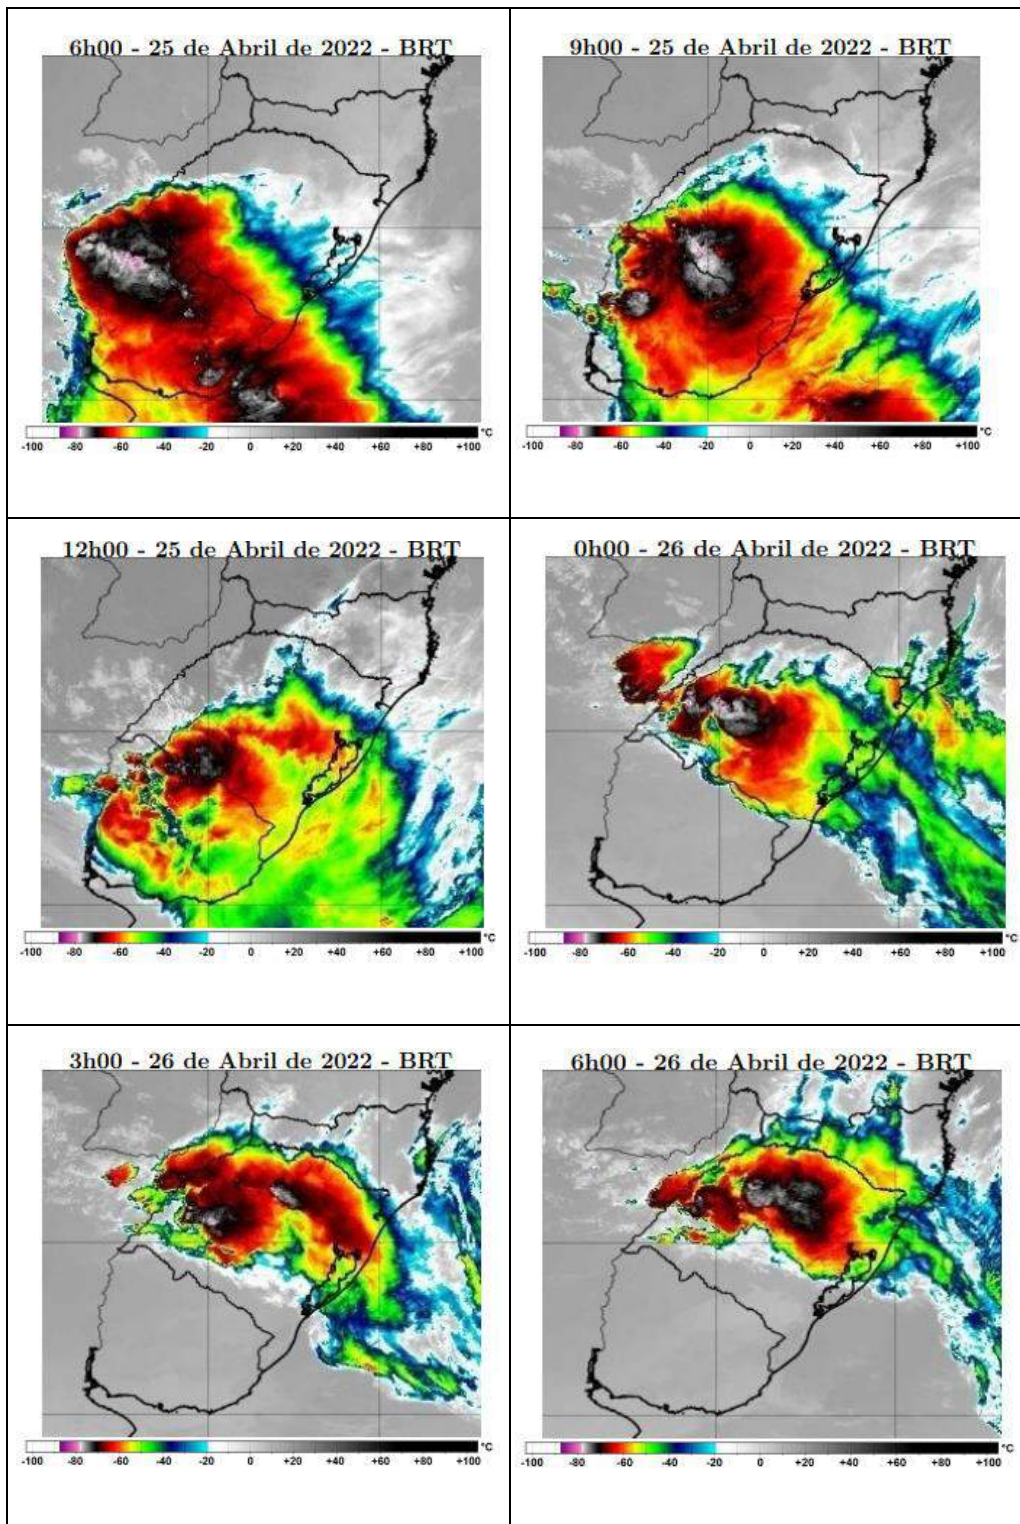 6h00 - 25 de Abril de 2022 - BRT
-100 -80 -60 -40 -20 0 +20 +40 +60 +80 +100 °C
9h00 - 25 de Abril de 2022 - BRT
-100 -80 -60 -40 -20 0 +20 +40 +60 +80 +100 °C
12h00 - 25 de Abril de 2022 - BRT
-100 -80 -60 -40 -20 0 +20 +40 +60 +80 +100 °C
0h00 - 26 de Abril de 2022 - BRT
-100 -80 -60 -40 -20 0 +20 +40 +60 +80 +100 °C
3h00 - 26 de Abril de 2022 - BRT
-100 -80 -60 -40 -20 0 +20 +40 +60 +80 +100 °C
6h00 - 26 de Abril de 2022 - BRT
-100 -80 -60 -40 -20 0 +20 +40 +60 +80 +100 °C